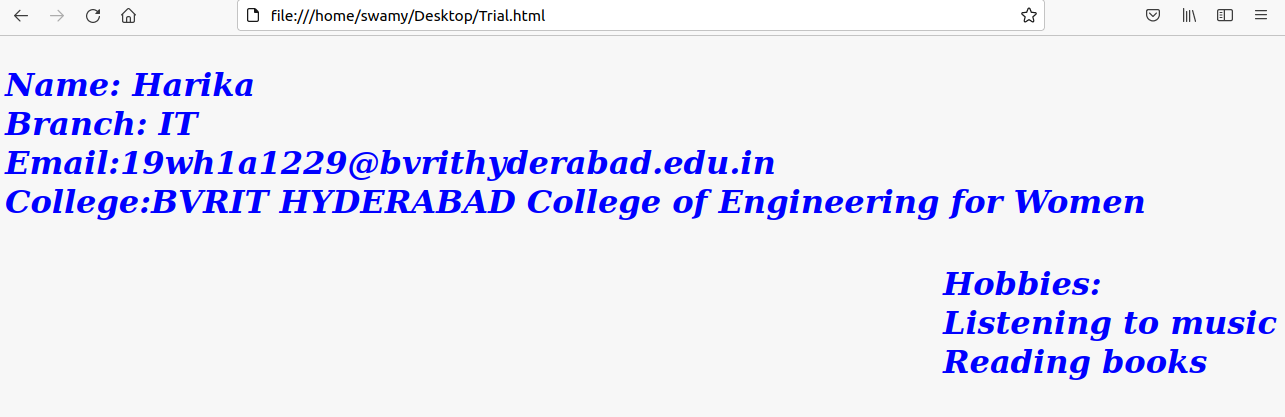 file:///home/swamy/Desktop/Trial.html
Name: Harika
Branch: IT
Email:19wh1a1229@bvrithyderabad.edu.in
College:BVRIT HYDERABAD College of Engineering for Women
Hobbies:
Listening to music
Reading books